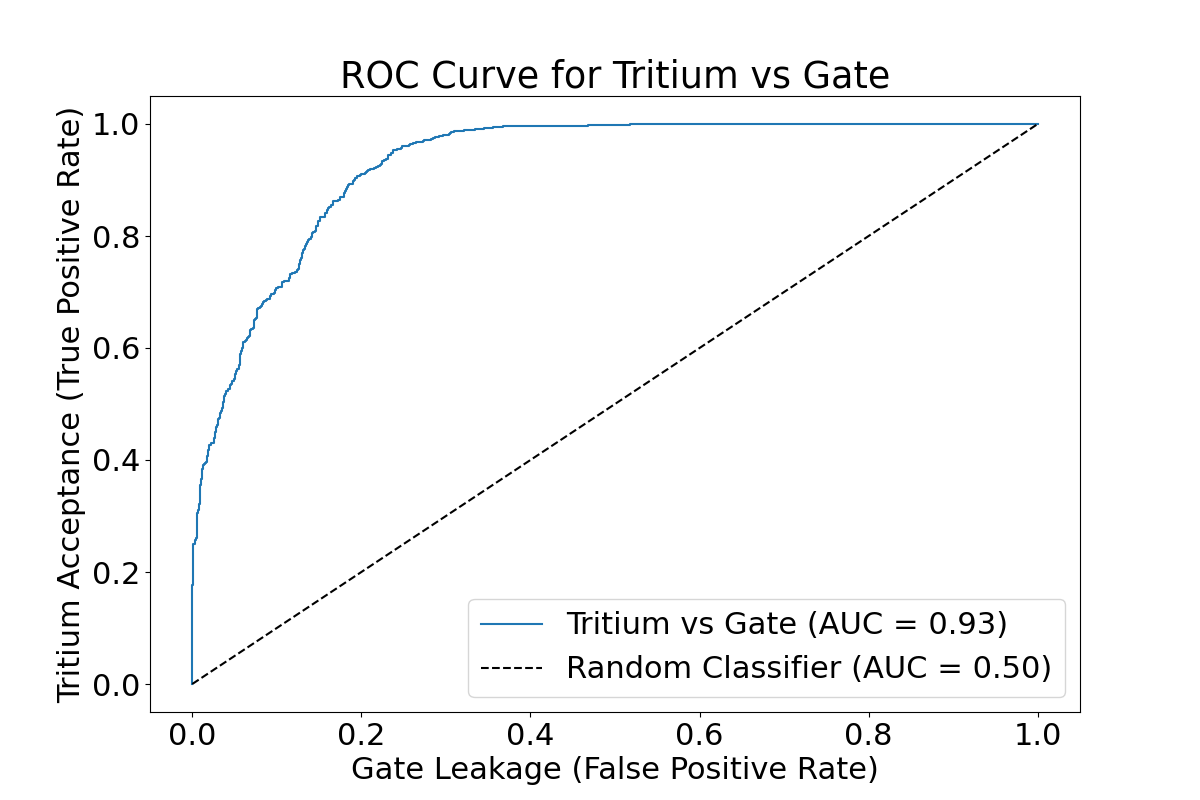 ROC Curve for Tritium vs Gate
Tritium Acceptance (True Positive Rate)
1.0
0.8
0.6
0.4
0.2
0.0
Tritium vs Gate (AUC = 0.93)
Random Classifier (AUC = 0.50)
0.0 0.2 0.4 0.6 0.8 1.0
Gate Leakage (False Positive Rate)